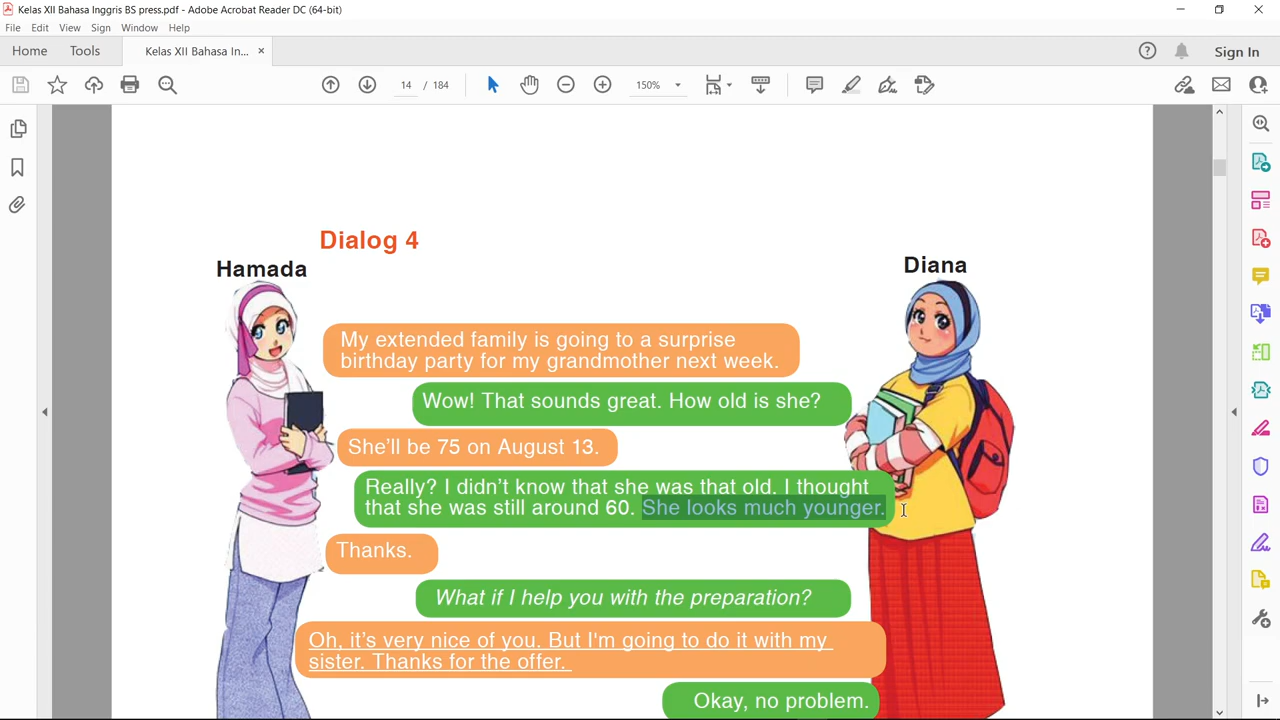 Kelas XII Bahasa Inggris BS press.pdf - Adobe Acrobat Reader DC (64-bit)
File Edit View Sign Window Help
Home Tools Kelas XII Bahasa In... × Sign In
14 / 184 150%
Dialog 4
Hamada
Diana
My extended family is going to a surprise
birthday party for my grandmother next week.
Wow! That sounds great. How old is she?
She'll be 75 on August 13.
Really? I didn't know that she was that old. I thought
that she was still around 60. She looks much younger.
Thanks.
What if I help you with the preparation?
Oh, it's very nice of you. But I'm going to do it with my
sister. Thanks for the offer.
Okay, no problem.